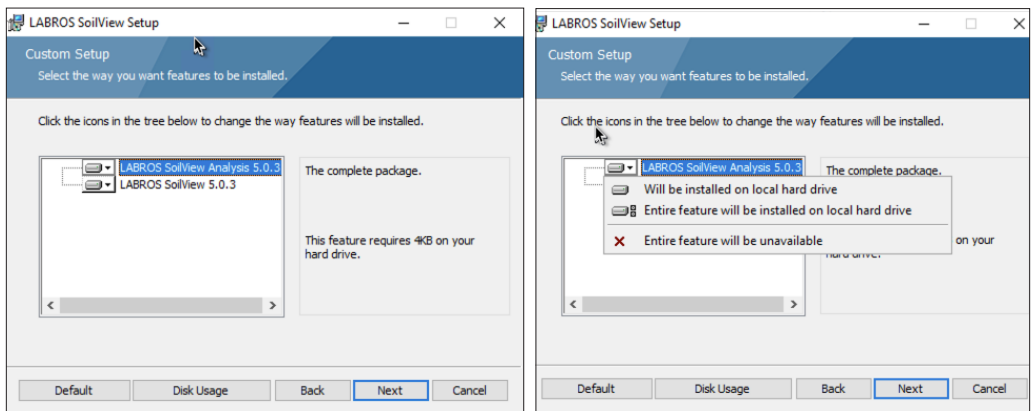 LABROS SoilView Setup
Custom Setup
Select the way you want features to be installed.
Click the icons in the tree below to change the way features will be installed.
LABROS SoilView Analysis 5.0.3
LABROS SoilView 5.0.3
The complete package.
This feature requires 4KB on your
hard drive.
Default
Disk Usage
Back
Next
Cancel
LABROS SoilView Setup
Custom Setup
Select the way you want features to be installed.
Click the icons in the tree below to change the way features will be installed.
LABROS SoilView Analysis 5.0.3
The complete package.
Will be installed on local hard drive
Entire feature will be installed on local hard drive
Entire feature will be unavailable
on your
hard drive.
Default
Disk Usage
Back
Next
Cancel